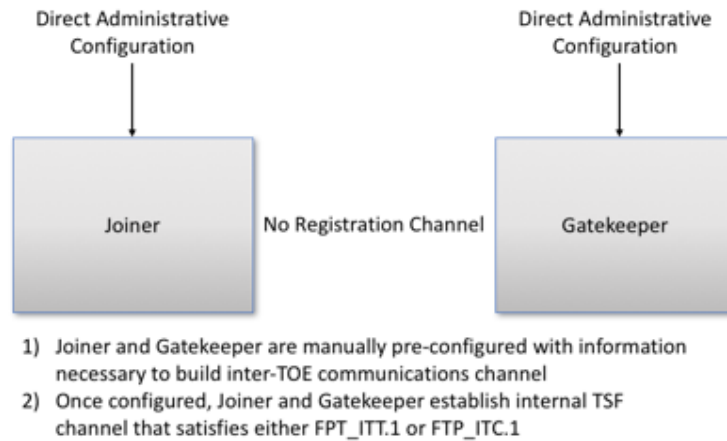 Direct Administrative
Configuration
Direct Administrative
Configuration
Joiner
No Registration Channel
Gatekeeper
1) Joiner and Gatekeeper are manually pre-configured with information
necessary to build inter-TOE communications channel
2) Once configured, Joiner and Gatekeeper establish internal TSF
channel that satisfies either FPT_ITT.1 or FTP_ITC.1